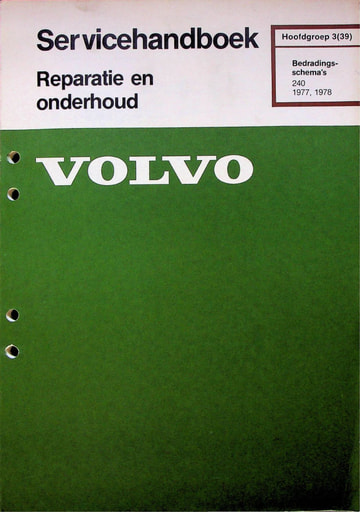 Servicehandboek
Reparatie en
onderhoud
Hoofdgroep 3(39)
Bedradings-
schema's
240
1977, 1978
VOLVO